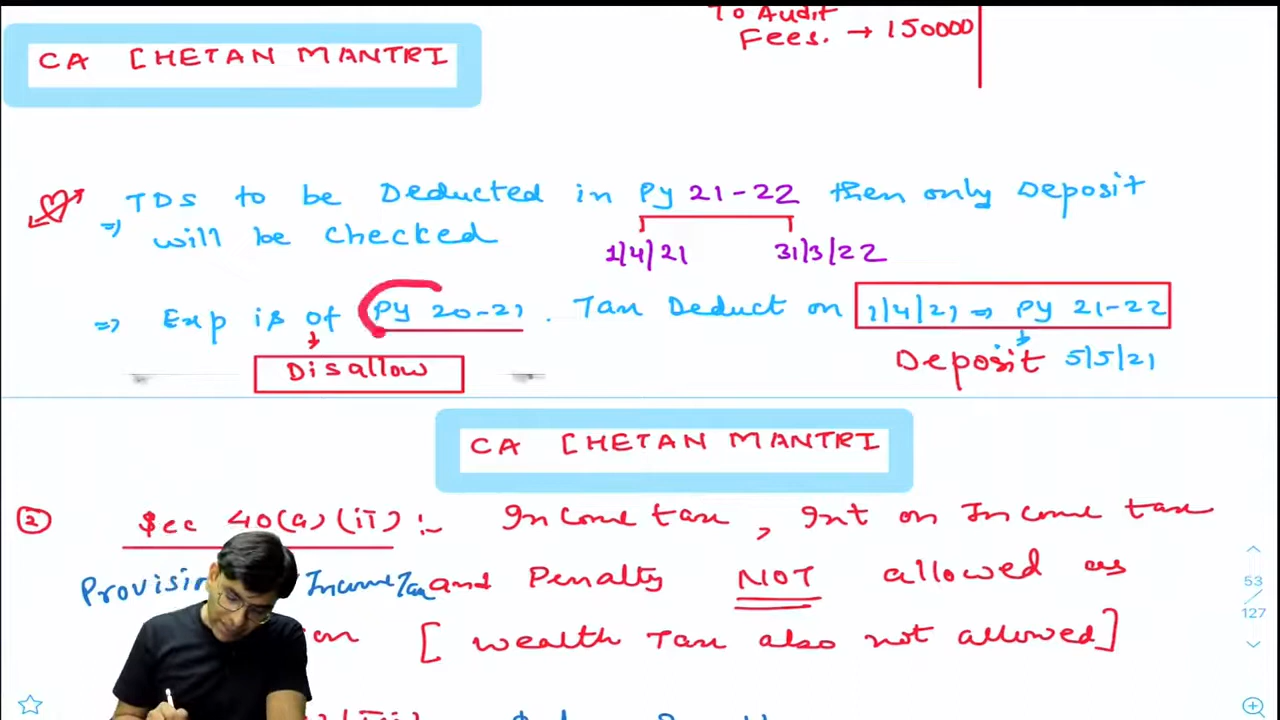 To Audit
Fees. → 150000
CA CHETAN MANTRI
TDS to be Deducted in Py 21-22 then only Deposit
⇒ will be checked
1/4/21 31/3/22
⇒ Exp is of Py 20-21. Tax Deduct on 1/4/21 ⇒ Py 21-22
Disallow
Deposit 5/5/21
CA CHETAN MANTRI
② Sec 40(a)(ii) :- Income tax, Int on Income tax
Income Tax and Penalty NOT allowed as
[ Wealth Tax also not allowed]
53
/
127